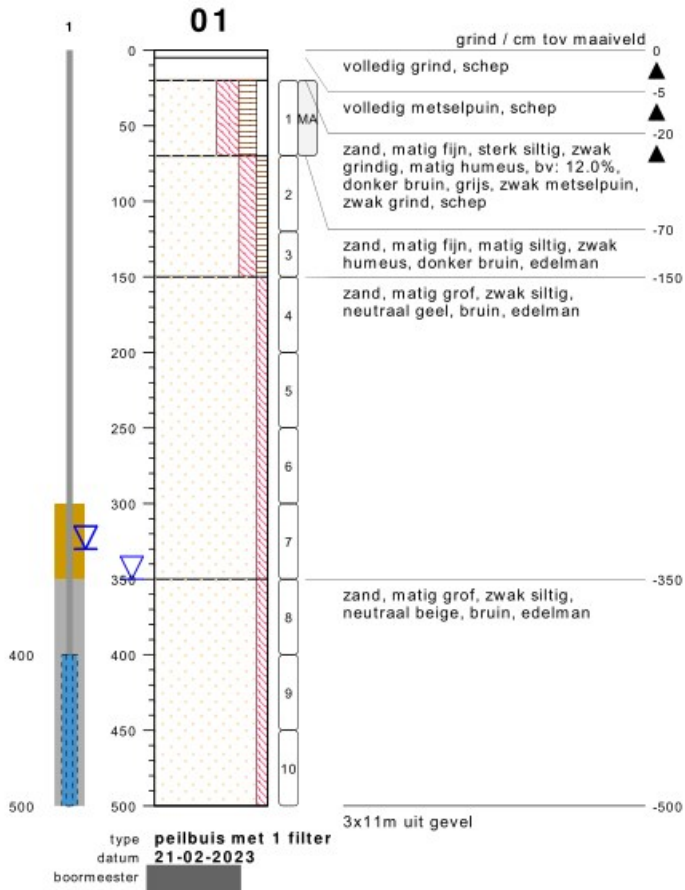 01
1
grind / cm tov maaiveld
0
0
volledig grind, schep
-5
volledig metselpuin, schep
-20
1
MA
50
zand, matig fijn, sterk siltig, zwak
grindig, matig humeus, bv: 12.0%,
donker bruin, grijs, zwak metselpuin,
zwak grind, schep
2
100
-70
3
zand, matig fijn, matig siltig, zwak
humeus, donker bruin, edelman
150
-150
4
zand, matig grof, zwak siltig,
neutraal geel, bruin, edelman
200
5
250
6
300
7
350
-350
8
zand, matig grof, zwak siltig,
neutraal beige, bruin, edelman
400
400
9
450
10
500
500
-500
3x11m uit gevel
type peilbuis met 1 filter
datum 21-02-2023
boormeester